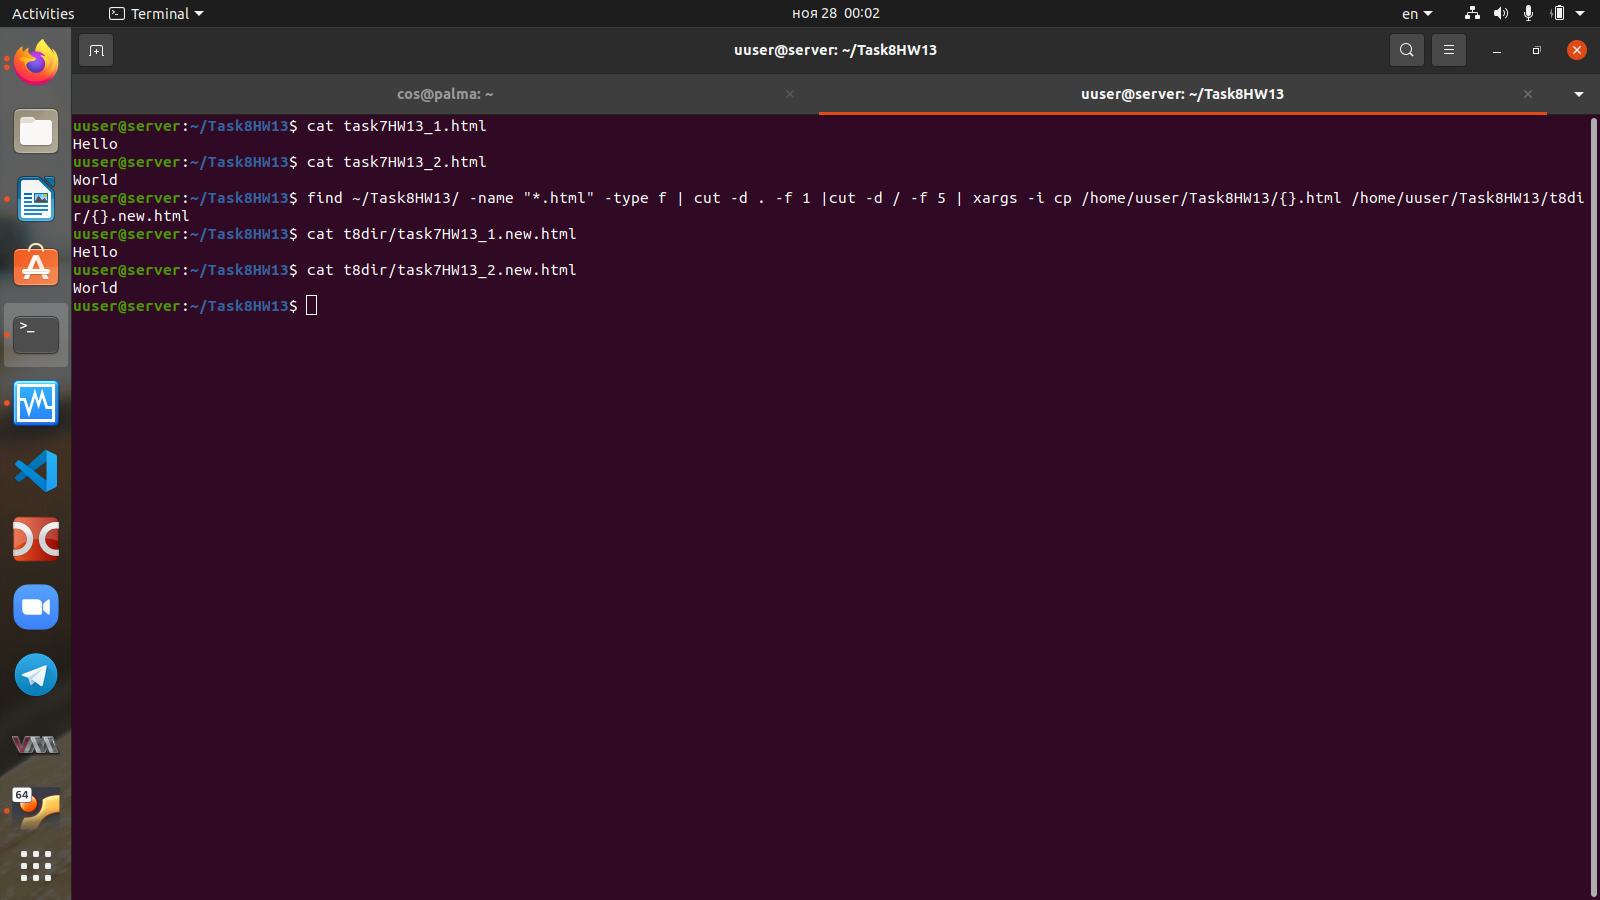 Activities Terminal ноя 28 00:02 en
uuser@server: ~/Task8HW13
cos@palma: ~ uuser@server: ~/Task8HW13
uuser@server:~/Task8HW13$ cat task7HW13_1.html
Hello
uuser@server:~/Task8HW13$ cat task7HW13_2.html
World
uuser@server:~/Task8HW13$ find ~/Task8HW13/ -name "*.html" -type f | cut -d . -f 1 |cut -d / -f 5 | xargs -i cp /home/uuser/Task8HW13/{}.html /home/uuser/Task8HW13/t8di
r/{}.new.html
uuser@server:~/Task8HW13$ cat t8dir/task7HW13_1.new.html
Hello
uuser@server:~/Task8HW13$ cat t8dir/task7HW13_2.new.html
World
uuser@server:~/Task8HW13$
64